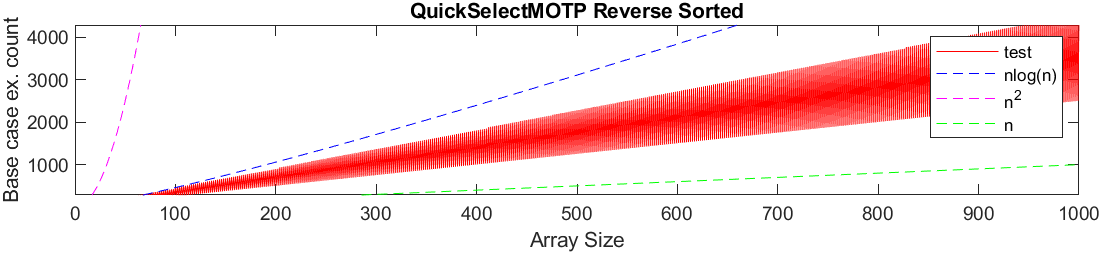 QuickSelectMOTP Reverse Sorted
Base case ex. count
4000
3000
2000
1000
test
nlog(n)
n²
n
0 100 200 300 400 500 600 700 800 900 1000
Array Size